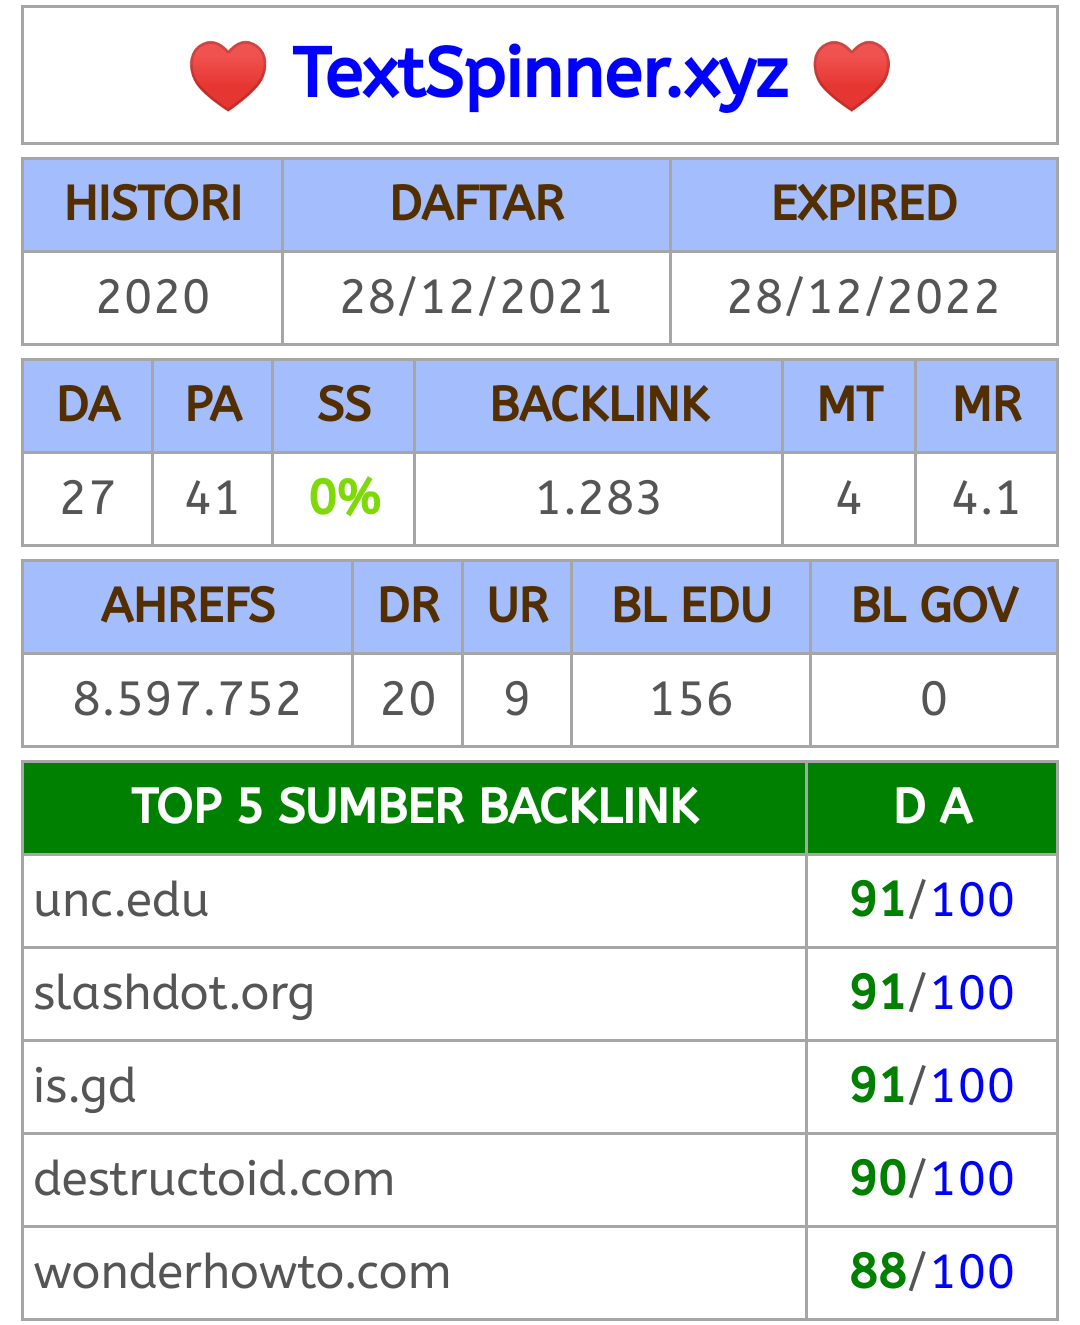 TextSpinner.xyz
HISTORI DAFTAR EXPIRED
2020 28/12/2021 28/12/2022
DA PA SS BACKLINK MT MR
27 41 0% 1.283 4 4.1
AHREFS DR UR BL EDU BL GOV
8.597.752 20 9 156 0
TOP 5 SUMBER BACKLINK D A
unc.edu 91/100
slashdot.org 91/100
is.gd 91/100
destructoid.com 90/100
wonderhowto.com 88/100